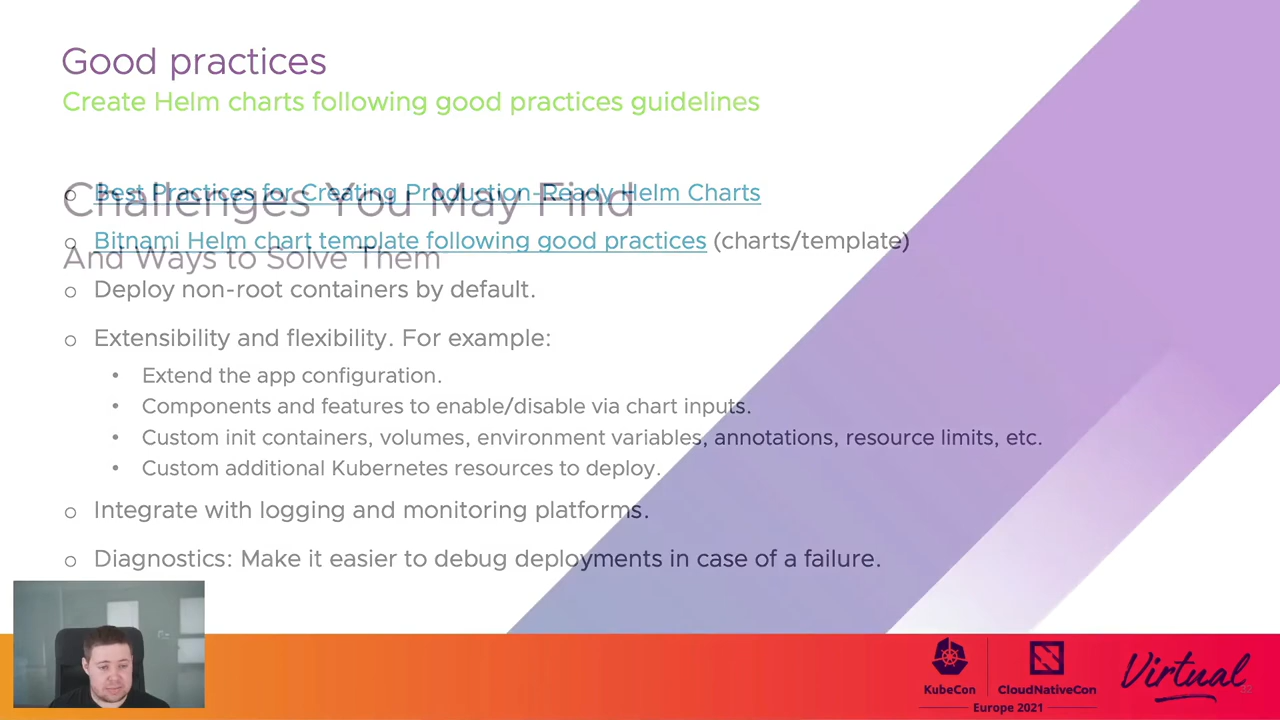 Good practices
Create Helm charts following good practices guidelines
Challenges You May Find
And Ways to Solve Them
o Best Practices for Creating Production-Ready Helm Charts
o Bitnami Helm chart template following good practices (charts/template)
o Deploy non-root containers by default.
o Extensibility and flexibility. For example:
• Extend the app configuration.
• Components and features to enable/disable via chart inputs.
• Custom init containers, volumes, environment variables, annotations, resource limits, etc.
• Custom additional Kubernetes resources to deploy.
o Integrate with logging and monitoring platforms.
o Diagnostics: Make it easier to debug deployments in case of a failure.
KubeCon CloudNativeCon
Europe 2021
Virtual